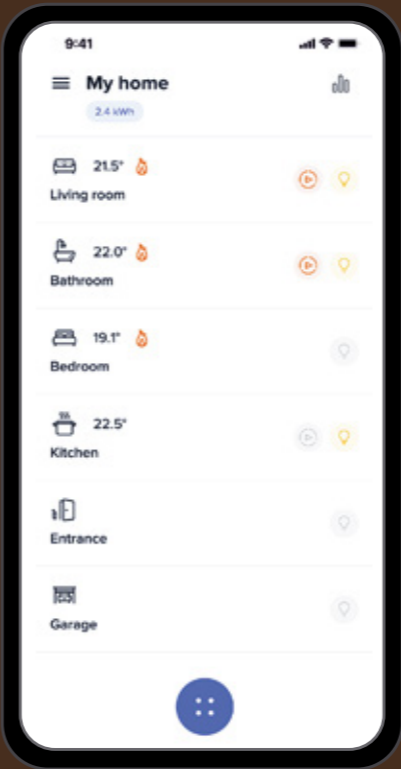 9:41
My home
2.4 kWh
21.5°
Living room
22.0°
Bathroom
19.1°
Bedroom
22.5°
Kitchen
Entrance
Garage